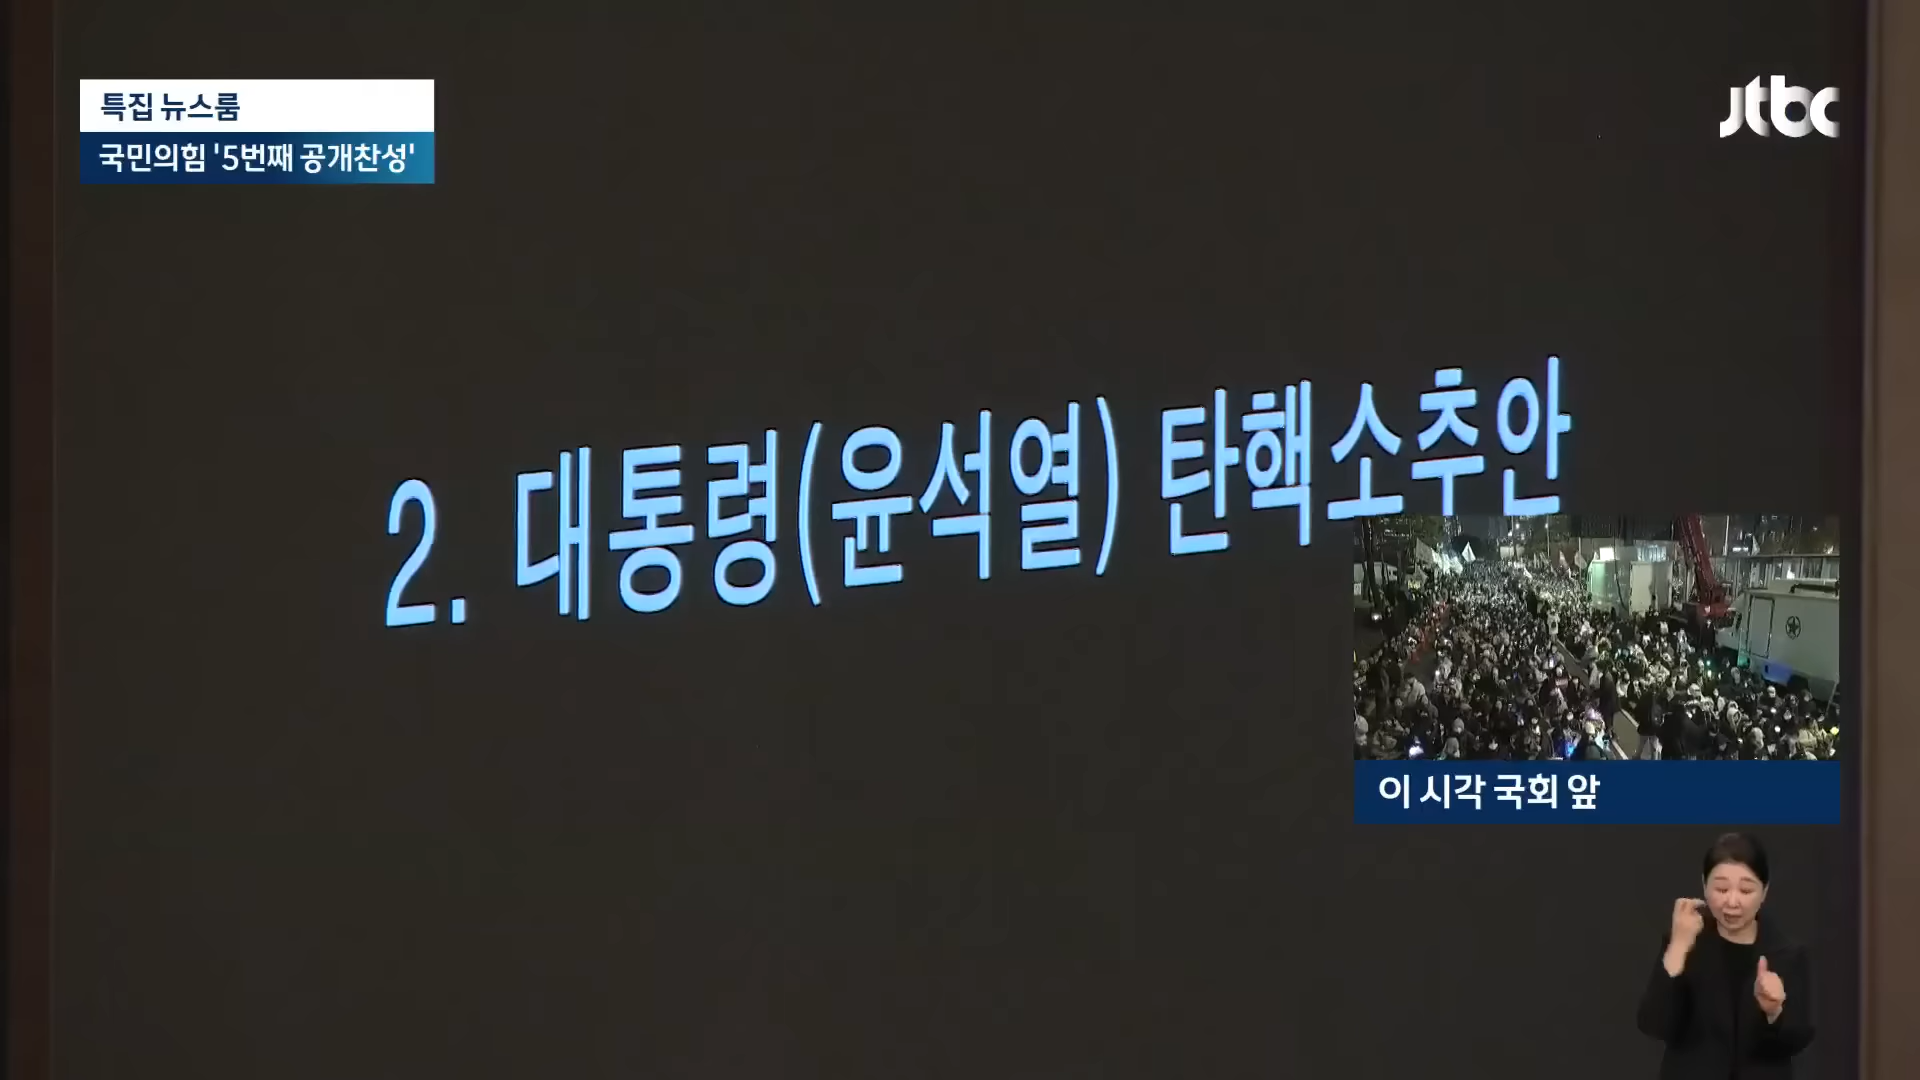 특집 뉴스룸
국민의힘 '5번째 공개찬성'
jtbc
2. 대통령(윤석열) 탄핵소추안
이 시각 국회 앞